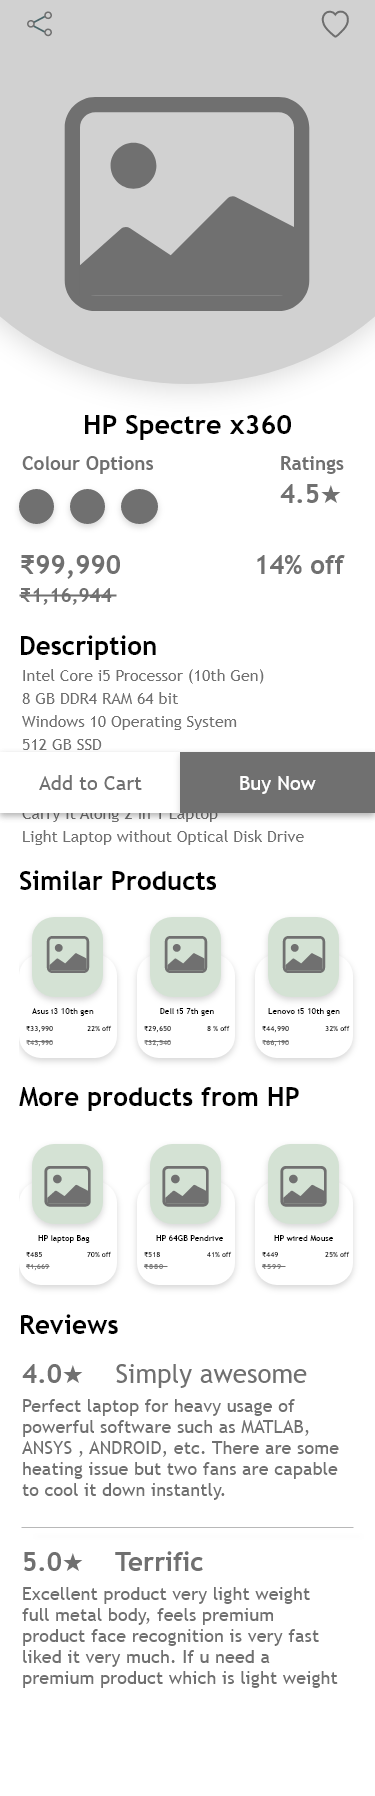 HP Spectre x360
Colour Options
Ratings
4.5★
₹99,990
14% off
₹1,16,944
Description
Intel Core i5 Processor (10th Gen)
8 GB DDR4 RAM 64 bit
Windows 10 Operating System
512 GB SSD
Add to Cart
Buy Now
Carry It Along 2 in 1 Laptop
Light Laptop without Optical Disk Drive
Similar Products
Asus i3 10th gen
₹33,990 22% off
₹43,990
Dell i5 7th gen
₹29,650 8 % off
₹32,340
Lenovo i5 10th gen
₹44,990 32% off
₹66,190
More products from HP
HP laptop Bag
₹485 70% off
₹1,669
HP 64GB Pendrive
₹518 41% off
₹880
HP wired Mouse
₹449 25% off
₹599
Reviews
4.0★ Simply awesome
Perfect laptop for heavy usage of
powerful software such as MATLAB,
ANSYS , ANDROID, etc. There are some
heating issue but two fans are capable
to cool it down instantly.
5.0★ Terrific
Excellent product very light weight
full metal body, feels premium
product face recognition is very fast
liked it very much. If u need a
premium product which is light weight